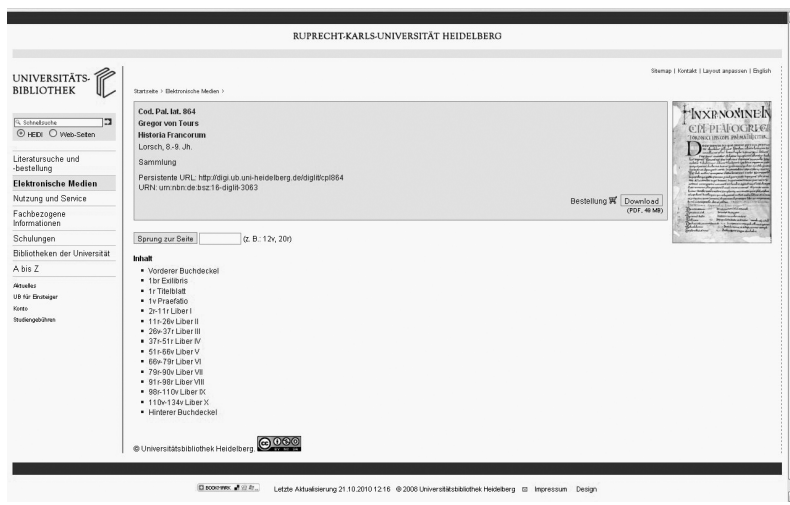 RUPRECHT-KARLS-UNIVERSITÄT HEIDELBERG
UNIVERSITÄTS-
BIBLIOTHEK
Sitemap | Kontakt | Layout anpassen | English
Startseite > Elektronische Medien >
Schnellsuche
HEIDI Web-Seiten
Literatursuche und
-bestellung
Elektronische Medien
Nutzung und Service
Fachbezogene
Informationen
Schulungen
Bibliotheken der Universität
A bis Z
Aktuelles
UB für Einsteiger
Konto
Studiengebühren
Cod. Pal. lat. 864
Gregor von Tours
Historia Francorum
Lorsch, 8.-9. Jh.
Sammlung
Persistente URL: http://digi.ub.uni-heidelberg.de/diglit/cpl864
URN: urn:nbn:de:bsz:16-diglit-3063
Bestellung Download
(PDF, 49 MB)
Sprung zur Seite (z. B.: 12v, 20r)
Inhalt
Vorderer Buchdeckel
1br Exilibris
1r Titelblatt
1v Praefatio
2r-11r Liber I
11r-26v Liber II
26v-37r Liber III
37r-51r Liber IV
51r-66v Liber V
66v-79r Liber VI
79r-90v Liber VII
91r-98r Liber VIII
98r-110v Liber IX
110v-134v Liber X
Hinterer Buchdeckel
© Universitätsbibliothek Heidelberg,
BOOKMARK
Letzte Aktualisierung 21.10.2010 12:16 © 2008 Universitätsbibliothek Heidelberg Impressum Design